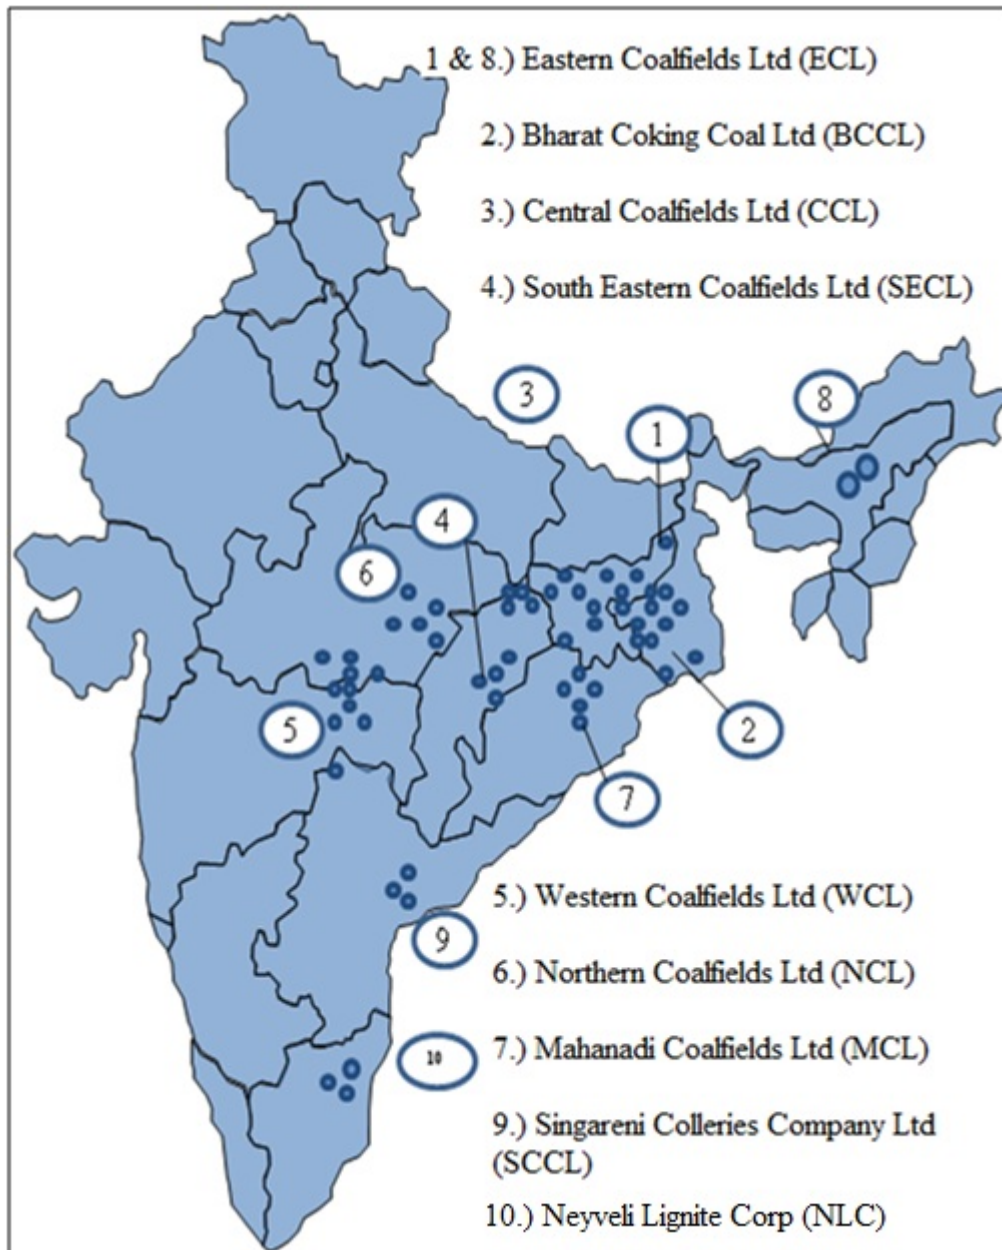 1 & 8.) Eastern Coalfields Ltd (ECL)
2.) Bharat Coking Coal Ltd (BCCL)
3.) Central Coalfields Ltd (CCL)
4.) South Eastern Coalfields Ltd (SECL)
3
8
1
4
6
5
2
7
5.) Western Coalfields Ltd (WCL)
9
6.) Northern Coalfields Ltd (NCL)
10
7.) Mahanadi Coalfields Ltd (MCL)
9.) Singareni Colleries Company Ltd
(SCCL)
10.) Neyveli Lignite Corp (NLC)